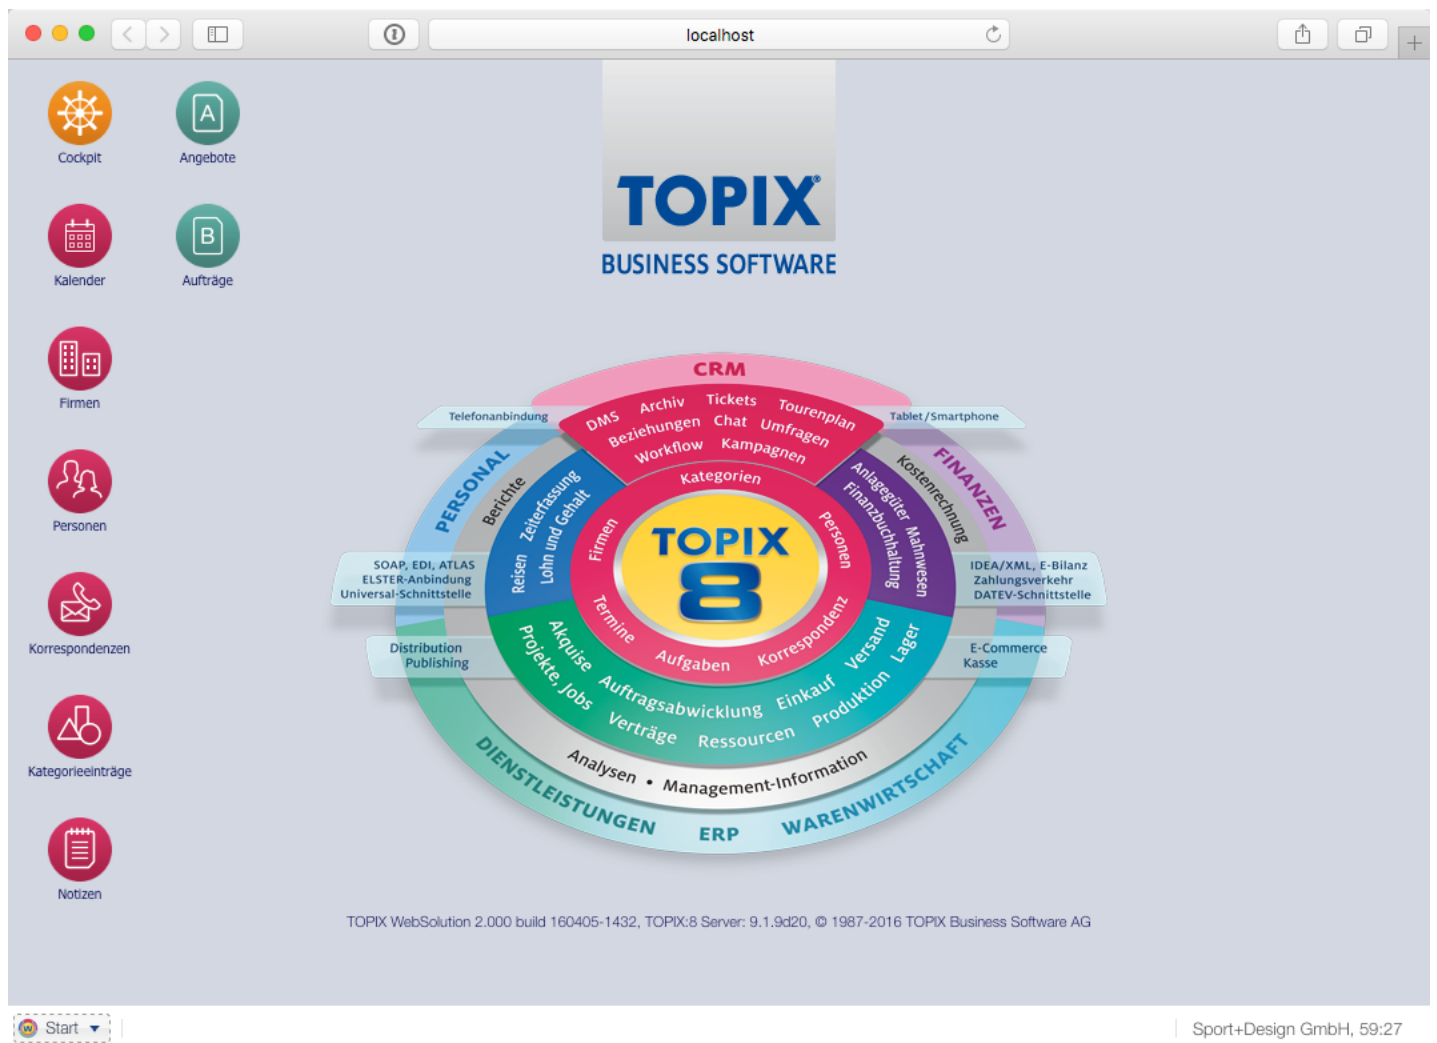 localhost
Cockpit
Angebote
Kalender
Aufträge
Firmen
Personen
Korrespondenzen
Kategorieeinträge
Notizen
A
B
TOPIX®
BUSINESS SOFTWARE
CRM
DMS Archiv Tickets Tourenplan
Beziehungen Chat Umfragen
Workflow Kampagnen
Telefonanbindung
Tablet/Smartphone
PERSONAL
Berichte
Reisen Zeiterfassung
Lohn und Gehalt
Kategorien
Firmen
Personen
TOPIX
8
Termine
Aufgaben
Korrespondenz
Anlagegüter Mahnwesen
Finanzbuchhaltung
Kostenrechnung
FINANZEN
SOAP, EDI, ATLAS
ELSTER-Anbindung
Universal-Schnittstelle
IDEA/XML, E-Bilanz
Zahlungsverkehr
DATEV-Schnittstelle
Distribution
Publishing
E-Commerce
Kasse
Akquise Auftragsabwicklung Einkauf Versand
Projekte, Jobs Verträge Ressourcen Produktion Lager
Analysen • Management-Information
DIENSTLEISTUNGEN ERP WARENWIRTSCHAFT
TOPIX WebSolution 2.000 build 160405-1432, TOPIX:8 Server: 9.1.9d20, © 1987-2016 TOPIX Business Software AG
w Start
Sport+Design GmbH, 59:27